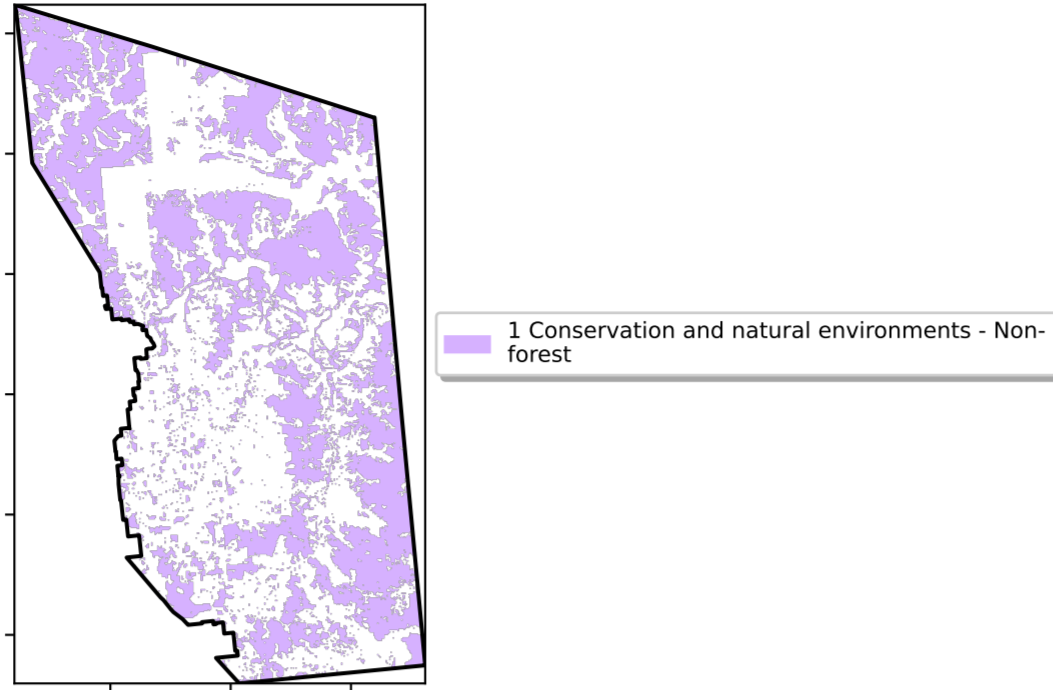 1 Conservation and natural environments - Non-
forest